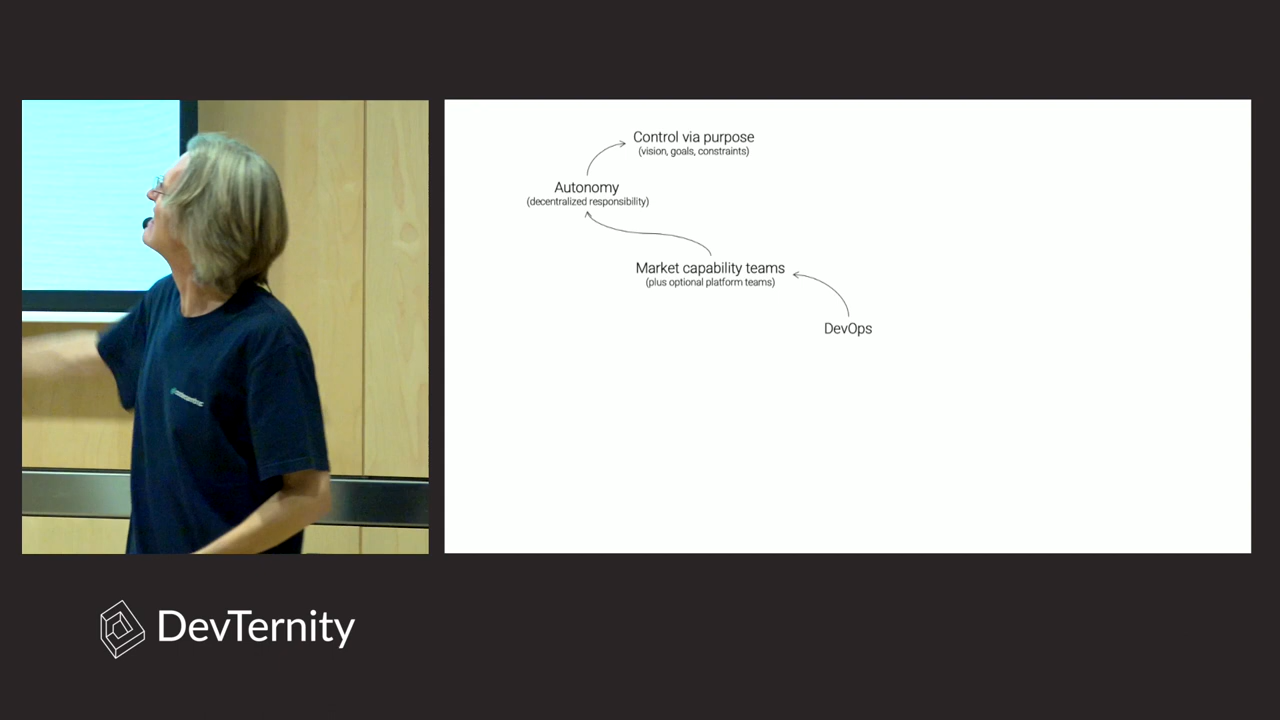 Control via purpose
(vision, goals, constraints)
Autonomy
(decentralized responsibility)
Market capability teams
(plus optional platform teams)
DevOps
DevTernity